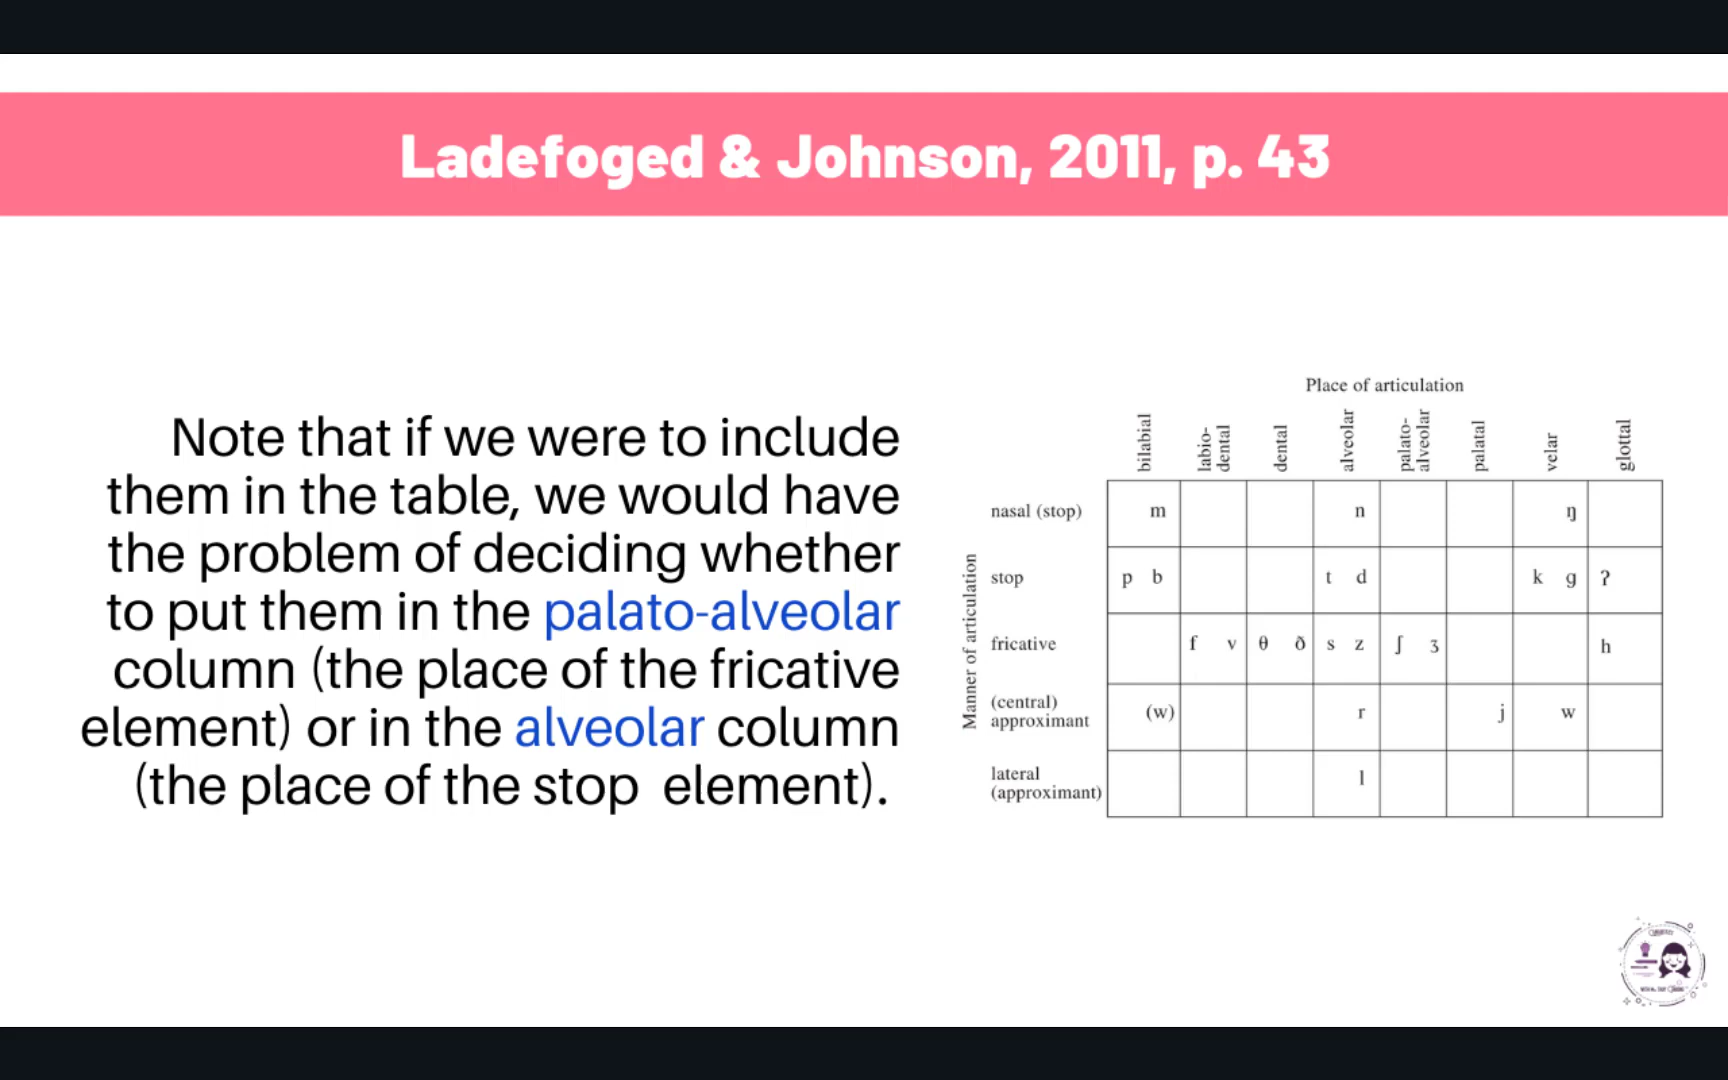 Ladefoged & Johnson, 2011, p. 43
Note that if we were to include
them in the table, we would have
the problem of deciding whether
to put them in the palato-alveolar
column (the place of the fricative
element) or in the alveolar column
(the place of the stop element).
Place of articulation
bilabial
labio-
dental
dental
alveolar
palato-
alveolar
palatal
velar
glottal
Manner of articulation
nasal (stop) m n ŋ
stop p b t d k ɡ ʔ
fricative f v θ ð s z ʃ ʒ h
(central)
approximant (w) r j w
lateral
(approximant) l